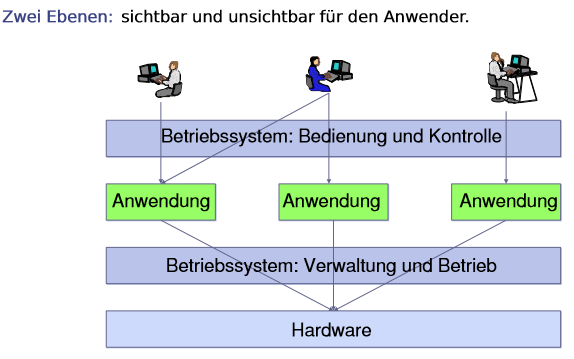 Zwei Ebenen: sichtbar und unsichtbar für den Anwender.
Betriebssystem: Bedienung und Kontrolle
Anwendung Anwendung Anwendung
Betriebssystem: Verwaltung und Betrieb
Hardware